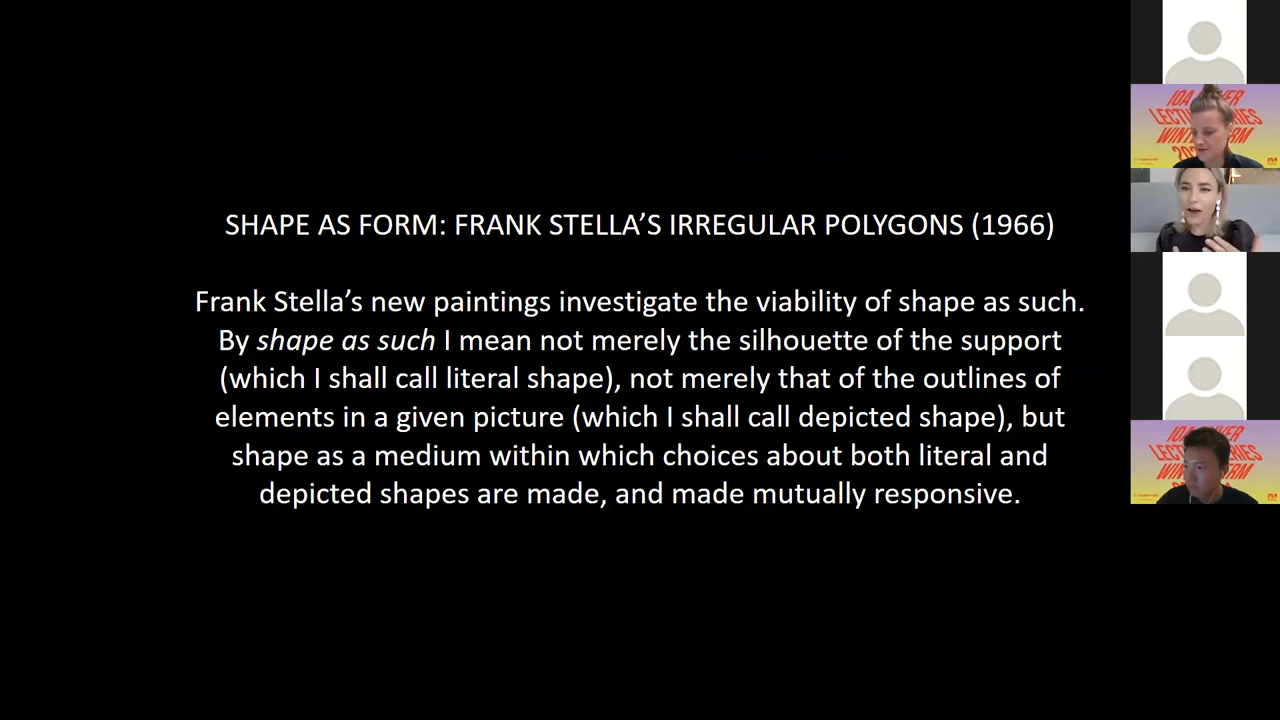 SHAPE AS FORM: FRANK STELLA’S IRREGULAR POLYGONS (1966)
Frank Stella’s new paintings investigate the viability of shape as such.
By shape as such I mean not merely the silhouette of the support
(which I shall call literal shape), not merely that of the outlines of
elements in a given picture (which I shall call depicted shape), but
shape as a medium within which choices about both literal and
depicted shapes are made, and made mutually responsive.